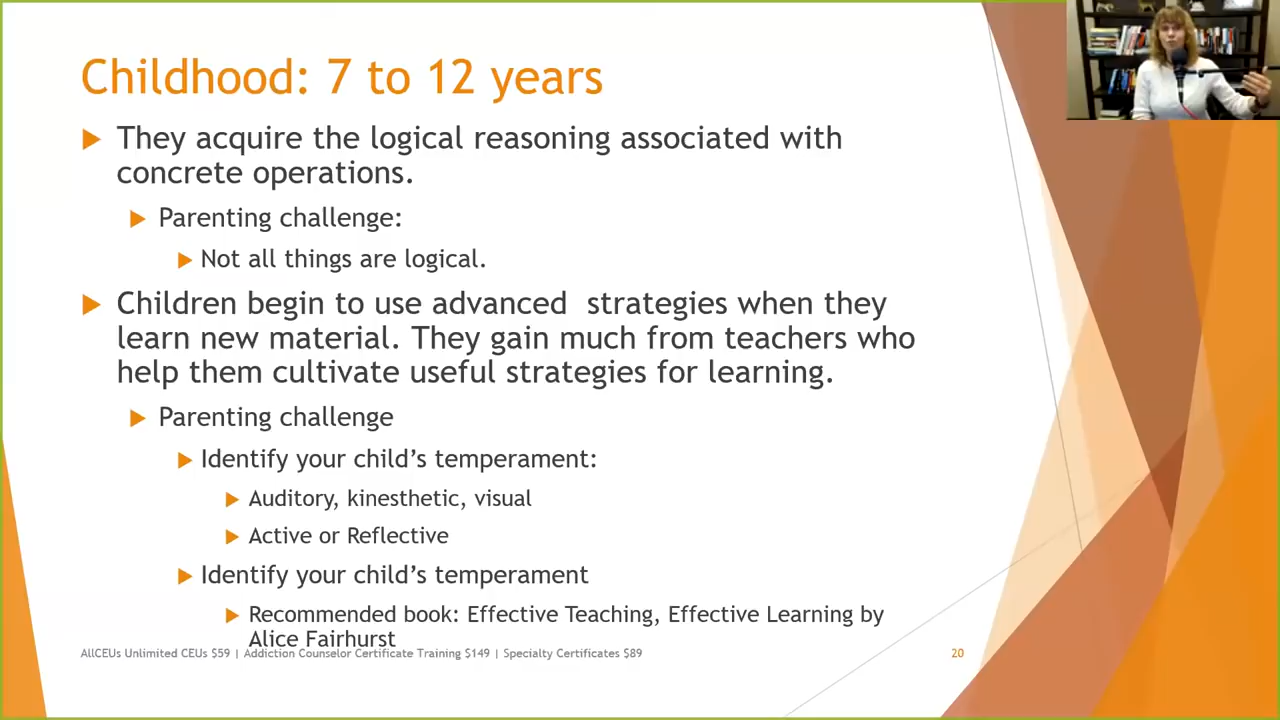 Childhood: 7 to 12 years
They acquire the logical reasoning associated with
concrete operations.
Parenting challenge:
Not all things are logical.
Children begin to use advanced  strategies when they
learn new material. They gain much from teachers who
help them cultivate useful strategies for learning.
Parenting challenge
Identify your child’s temperament:
Auditory, kinesthetic, visual
Active or Reflective
Identify your child’s temperament
Recommended book: Effective Teaching, Effective Learning by
Alice Fairhurst
AllCEUs Unlimited CEUs $59 | Addiction Counselor Certificate Training $149 | Specialty Certificates $89
20